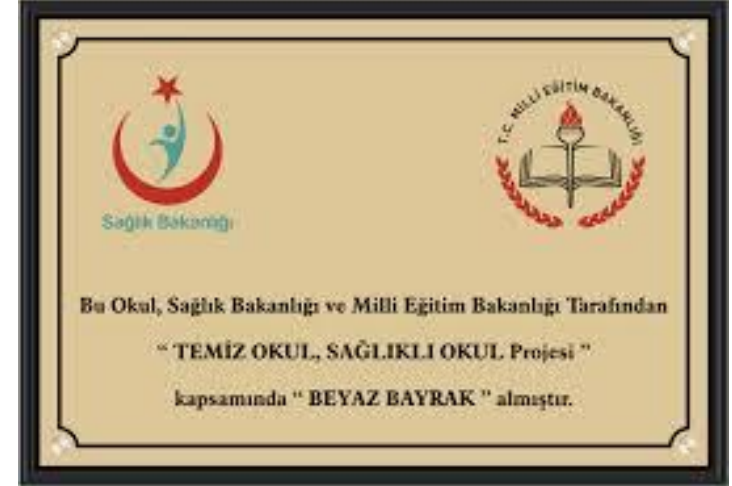 Sağlık Bakanlığı
T.C. MİLLİ EĞİTİM BAKANLIĞI
Bu Okul, Sağlık Bakanlığı ve Milli Eğitim Bakanlığı Tarafından
“ TEMİZ OKUL, SAĞLIKLI OKUL Projesi ”
kapsamında “ BEYAZ BAYRAK ” almıştır.